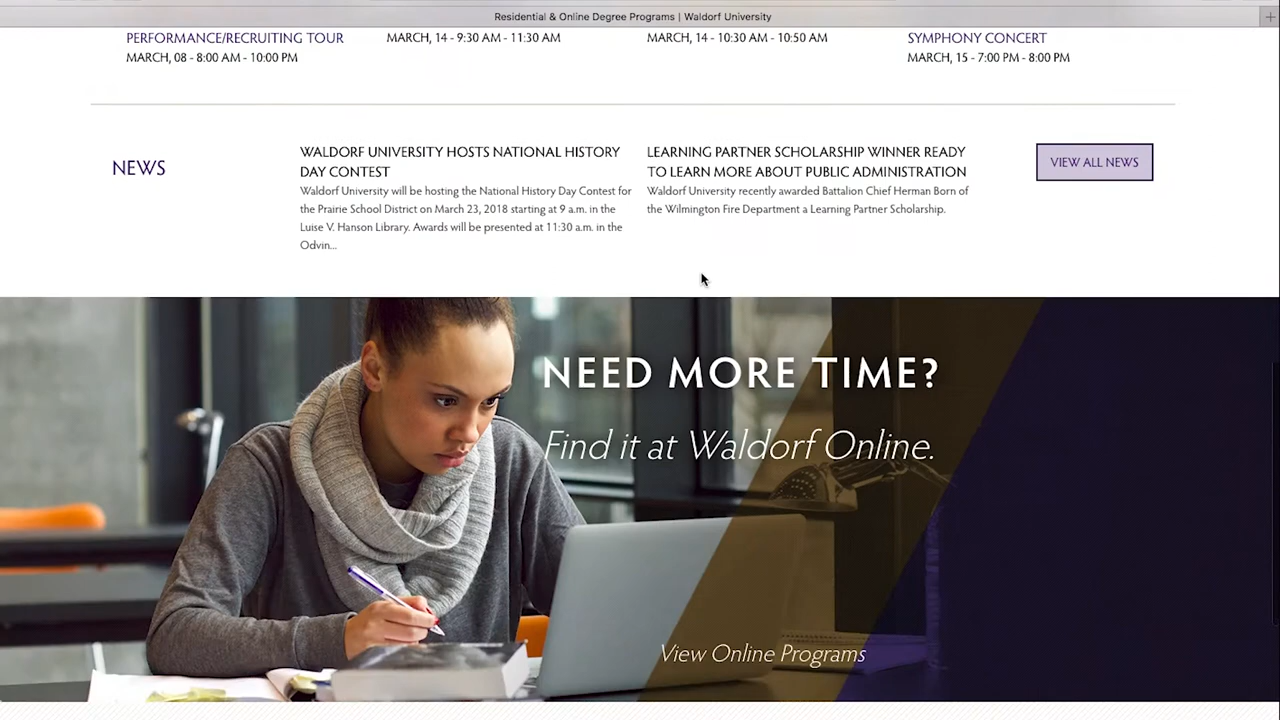 Residential & Online Degree Programs | Waldorf University
PERFORMANCE/RECRUITING TOUR
MARCH, 08 - 8:00 AM - 10:00 PM
MARCH, 14 - 9:30 AM - 11:30 AM
MARCH, 14 - 10:30 AM - 10:50 AM
SYMPHONY CONCERT
MARCH, 15 - 7:00 PM - 8:00 PM
NEWS
WALDORF UNIVERSITY HOSTS NATIONAL HISTORY
DAY CONTEST
Waldorf University will be hosting the National History Day Contest for
the Prairie School District on March 23, 2018 starting at 9 a.m. in the
Luise V. Hanson Library. Awards will be presented at 11:30 a.m. in the
Odvin...
LEARNING PARTNER SCHOLARSHIP WINNER READY
TO LEARN MORE ABOUT PUBLIC ADMINISTRATION
Waldorf University recently awarded Battalion Chief Herman Born of
the Wilmington Fire Department a Learning Partner Scholarship.
VIEW ALL NEWS
NEED MORE TIME?
Find it at Waldorf Online.
View Online Programs